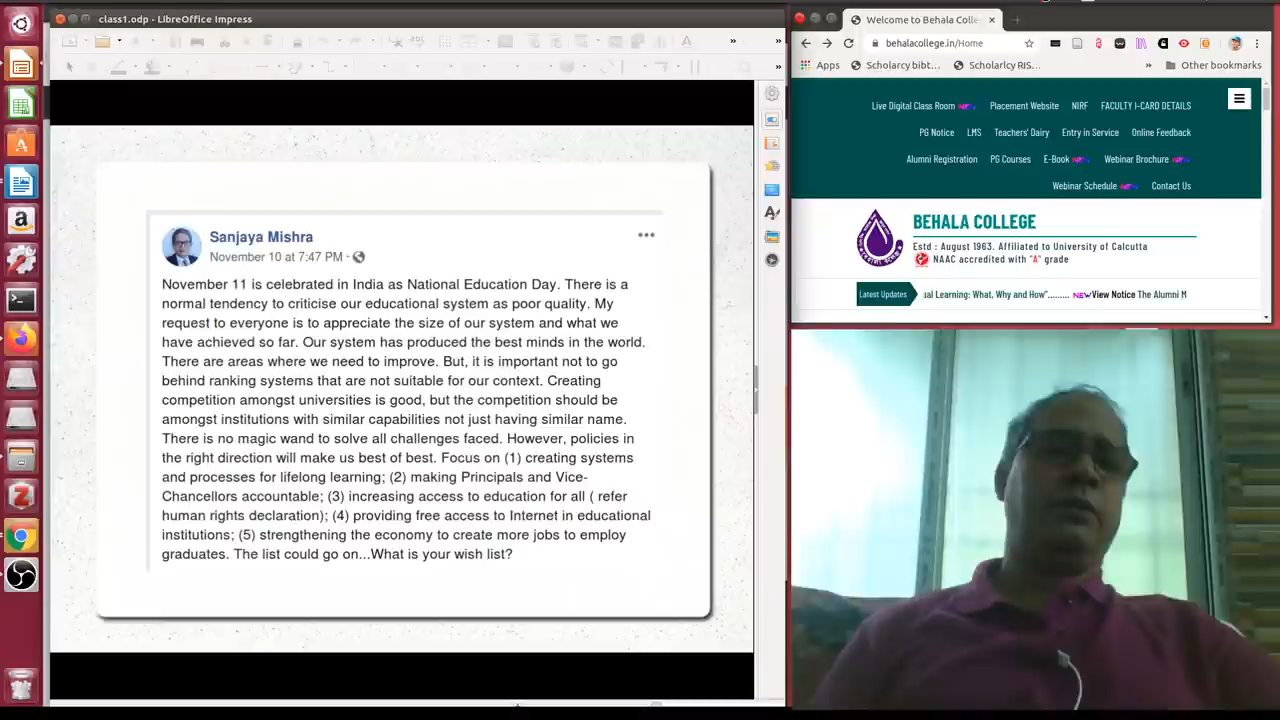 class1.odp - LibreOffice Impress
Sanjaya Mishra
November 10 at 7:47 PM ·
November 11 is celebrated in India as National Education Day. There is a
normal tendency to criticise our educational system as poor quality. My
request to everyone is to appreciate the size of our system and what we
have achieved so far. Our system has produced the best minds in the world.
There are areas where we need to improve. But, it is important not to go
behind ranking systems that are not suitable for our context. Creating
competition amongst universities is good, but the competition should be
amongst institutions with similar capabilities not just having similar name.
There is no magic wand to solve all challenges faced. However, policies in
the right direction will make us best of best. Focus on (1) creating systems
and processes for lifelong learning; (2) making Principals and Vice-
Chancellors accountable; (3) increasing access to education for all ( refer
human rights declaration); (4) providing free access to Internet in educational
institutions; (5) strengthening the economy to create more jobs to employ
graduates. The list could go on...What is your wish list?
Welcome to Behala Colle
behalacollege.in/Home
Apps Scholarcy bibt... Scholarlcy RIS... » Other bookmarks
Live Digital Class Room NEW Placement Website NIRF FACULTY I-CARD DETAILS
PG Notice LMS Teachers' Dairy Entry in Service Online Feedback
Alumni Registration PG Courses E-Book NEW Webinar Brochure NEW
Webinar Schedule NEW Contact Us
BEHALA COLLEGE
Estd : August 1963. Affiliated to University of Calcutta
NAAC accredited with "A" grade
Latest Updates ual Learning: What, Why and How"......... NEW View Notice The Alumni M